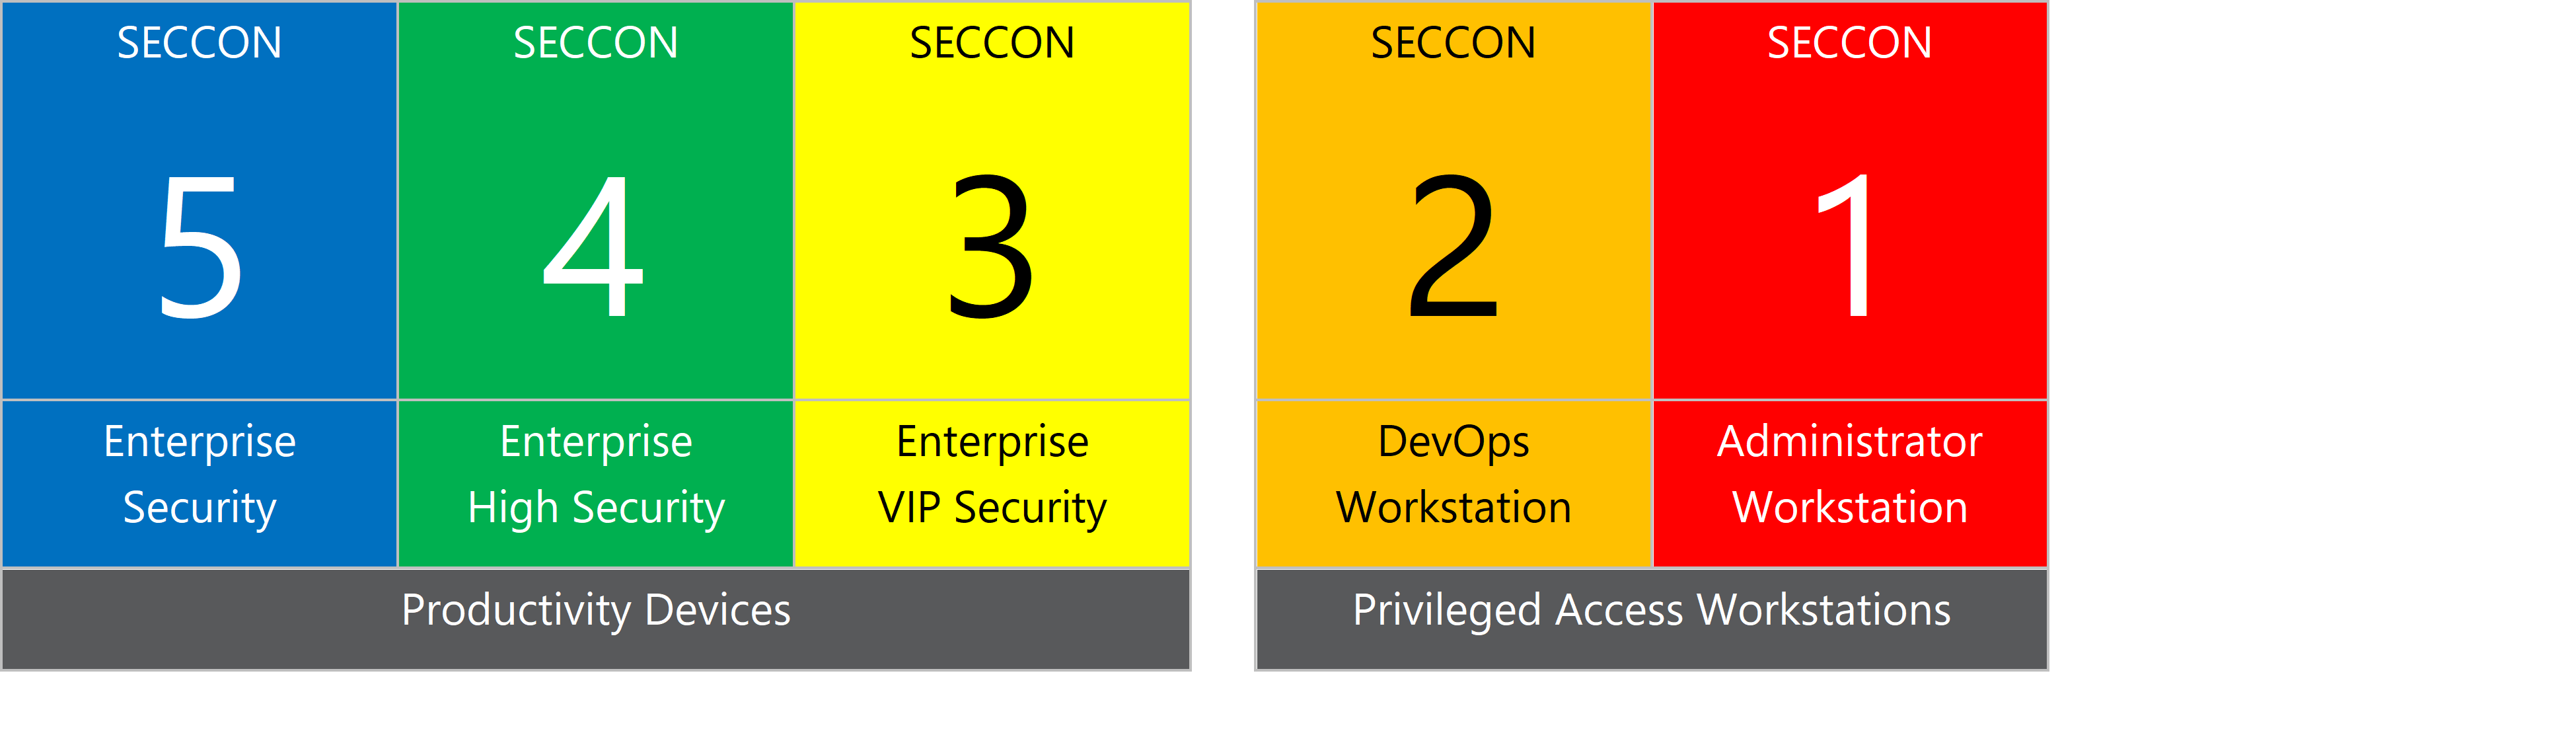 SECCON
5
Enterprise
Security
SECCON
4
Enterprise
High Security
SECCON
3
Enterprise
VIP Security
Productivity Devices
SECCON
2
DevOps
Workstation
SECCON
1
Administrator
Workstation
Privileged Access Workstations